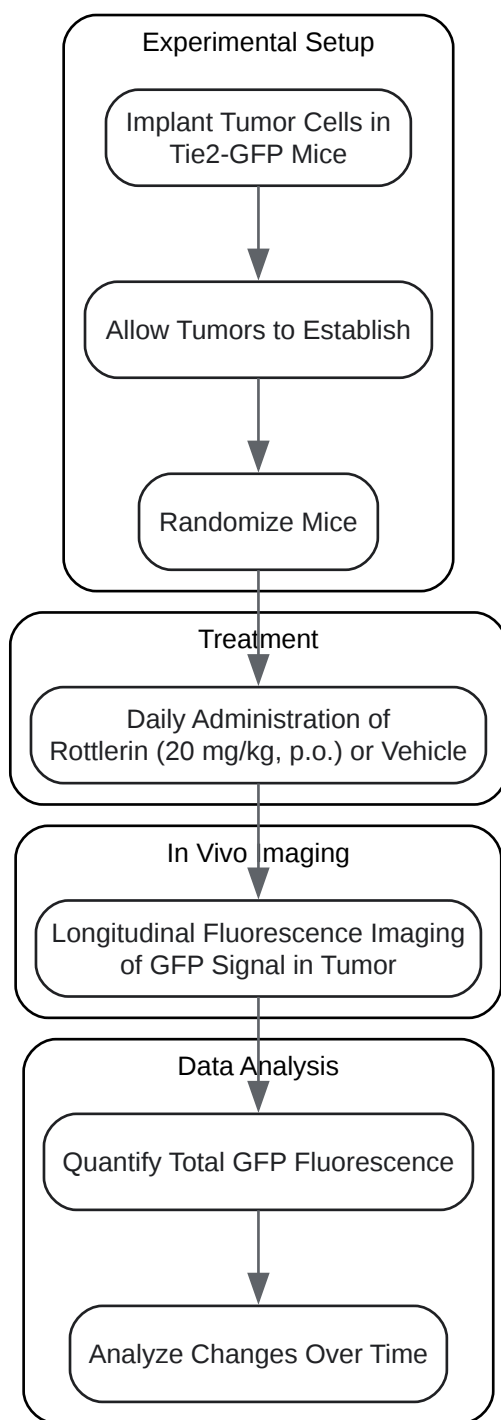 Experimental Setup
Implant Tumor Cells in
Tie2-GFP Mice
Allow Tumors to Establish
Randomize Mice
Treatment
Daily Administration of
Rottlerin (20 mg/kg, p.o.) or Vehicle
In Vivo Imaging
Longitudinal Fluorescence Imaging
of GFP Signal in Tumor
Data Analysis
Quantify Total GFP Fluorescence
Analyze Changes Over Time